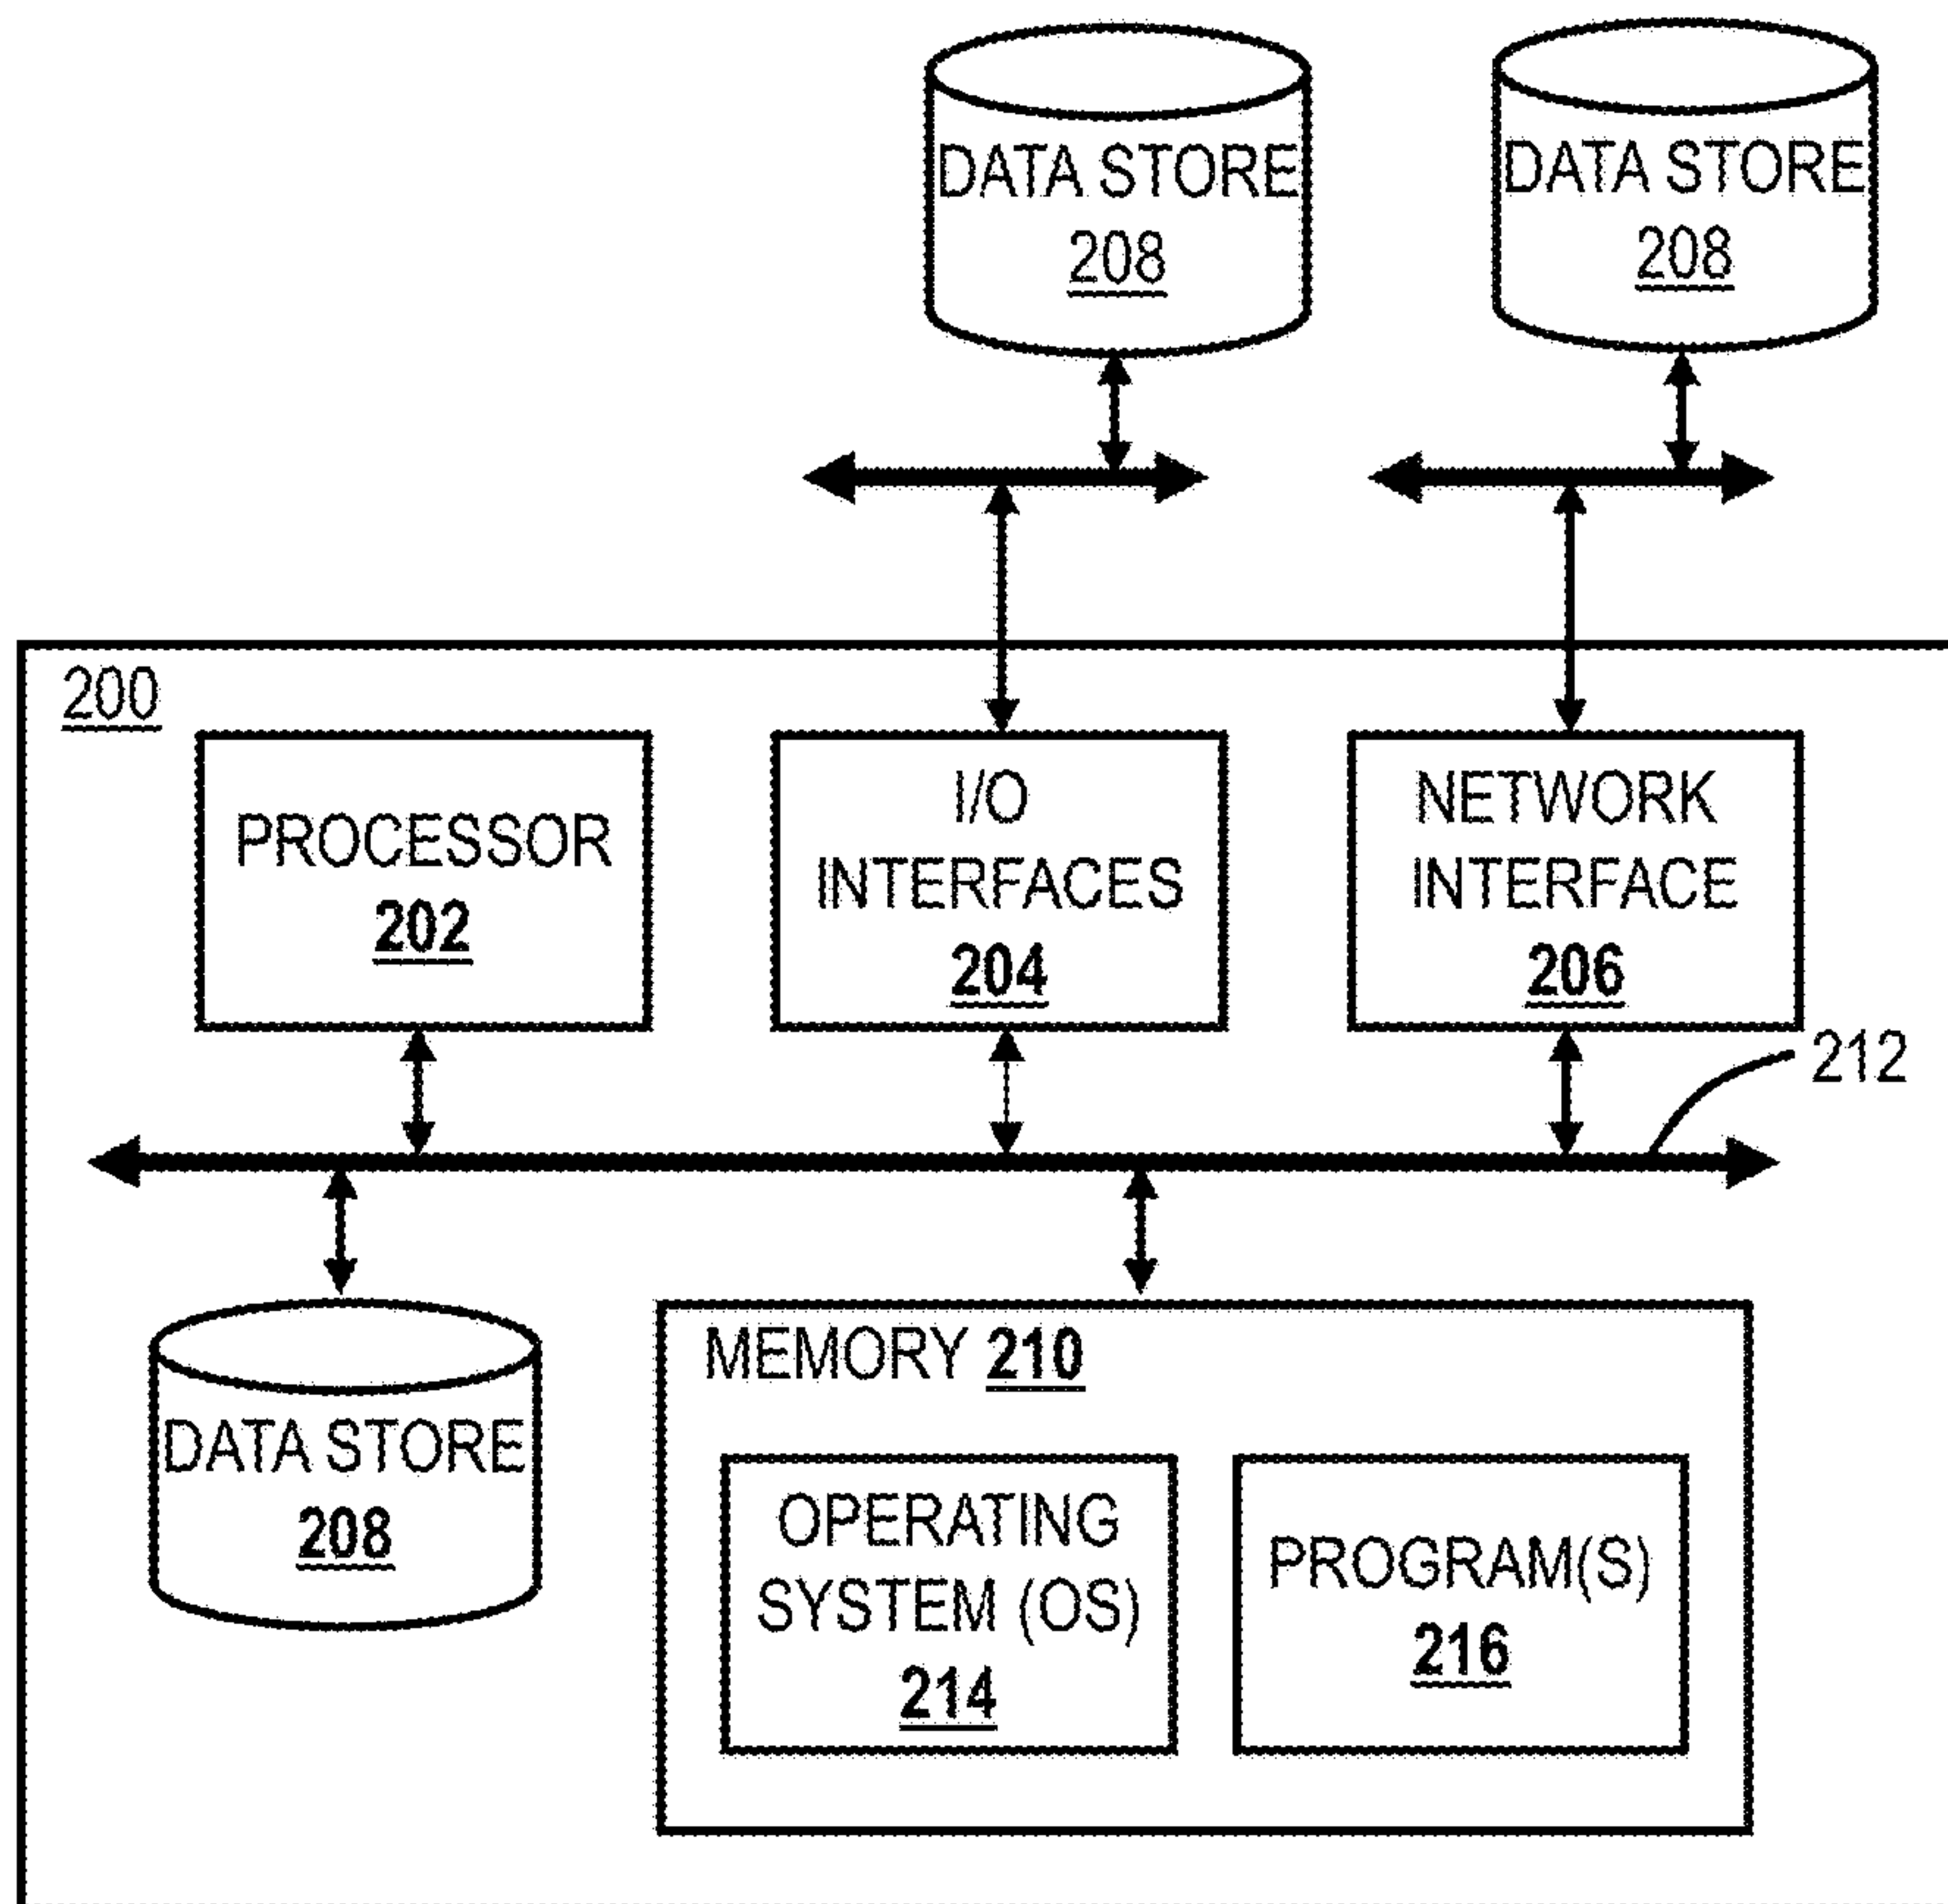 DATA STORE
208
DATA STORE
208
200
PROCESSOR
202
I/O
INTERFACES
204
NETWORK
INTERFACE
206
212
DATA STORE
208
MEMORY 210
OPERATING
SYSTEM (OS)
214
PROGRAM(S)
216